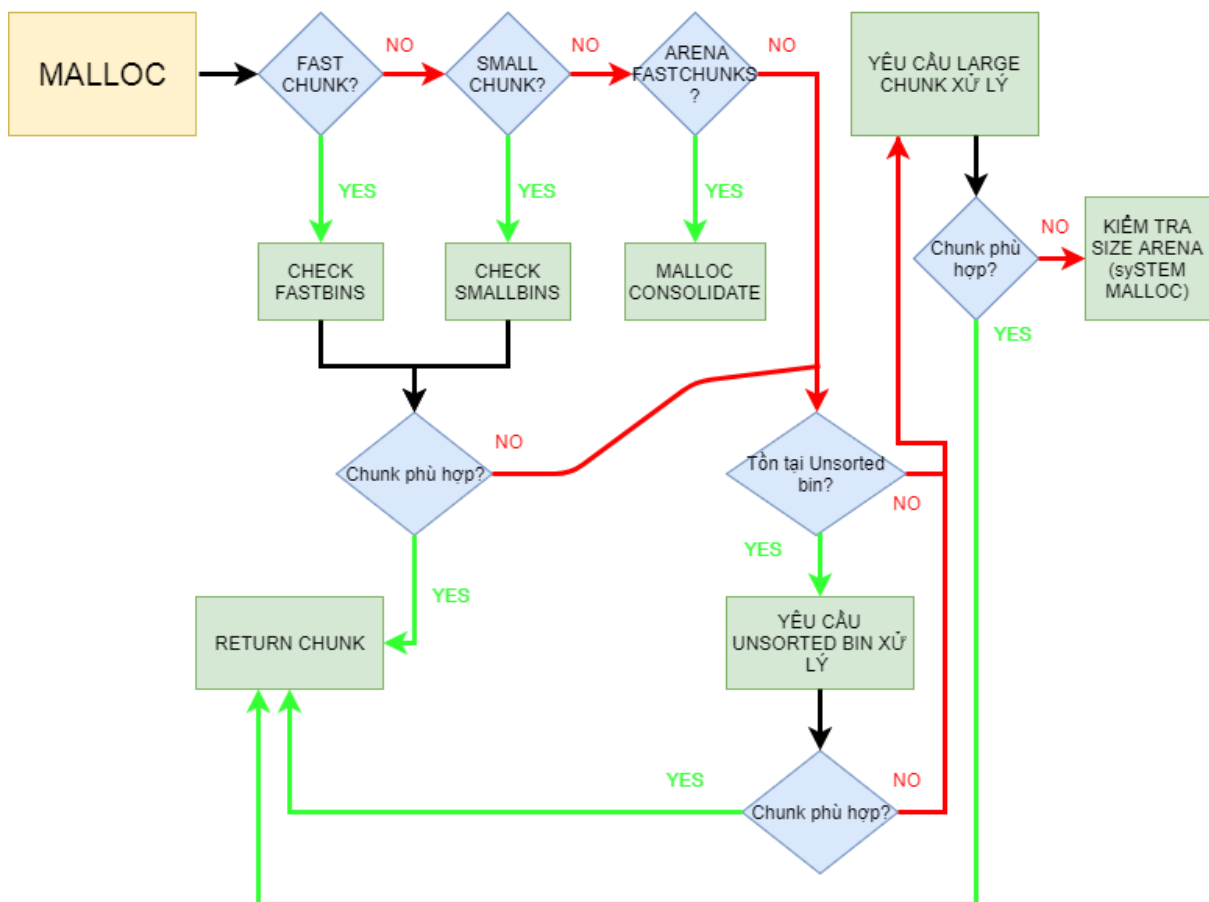 MALLOC
FAST
CHUNK?
NO
SMALL
CHUNK?
NO
ARENA
FASTCHUNKS
?
NO
YÊU CẦU LARGE
CHUNK XỬ LÝ
YES
YES
YES
CHECK
FASTBINS
CHECK
SMALLBINS
MALLOC
CONSOLIDATE
Chunk phù
hợp?
NO
KIỂM TRA
SIZE ARENA
(sySTEM
MALLOC)
YES
Chunk phù hợp?
NO
Tồn tại Unsorted
bin?
NO
YES
YES
RETURN CHUNK
YÊU CẦU
UNSORTED BIN XỬ
LÝ
YES
Chunk phù hợp?
NO